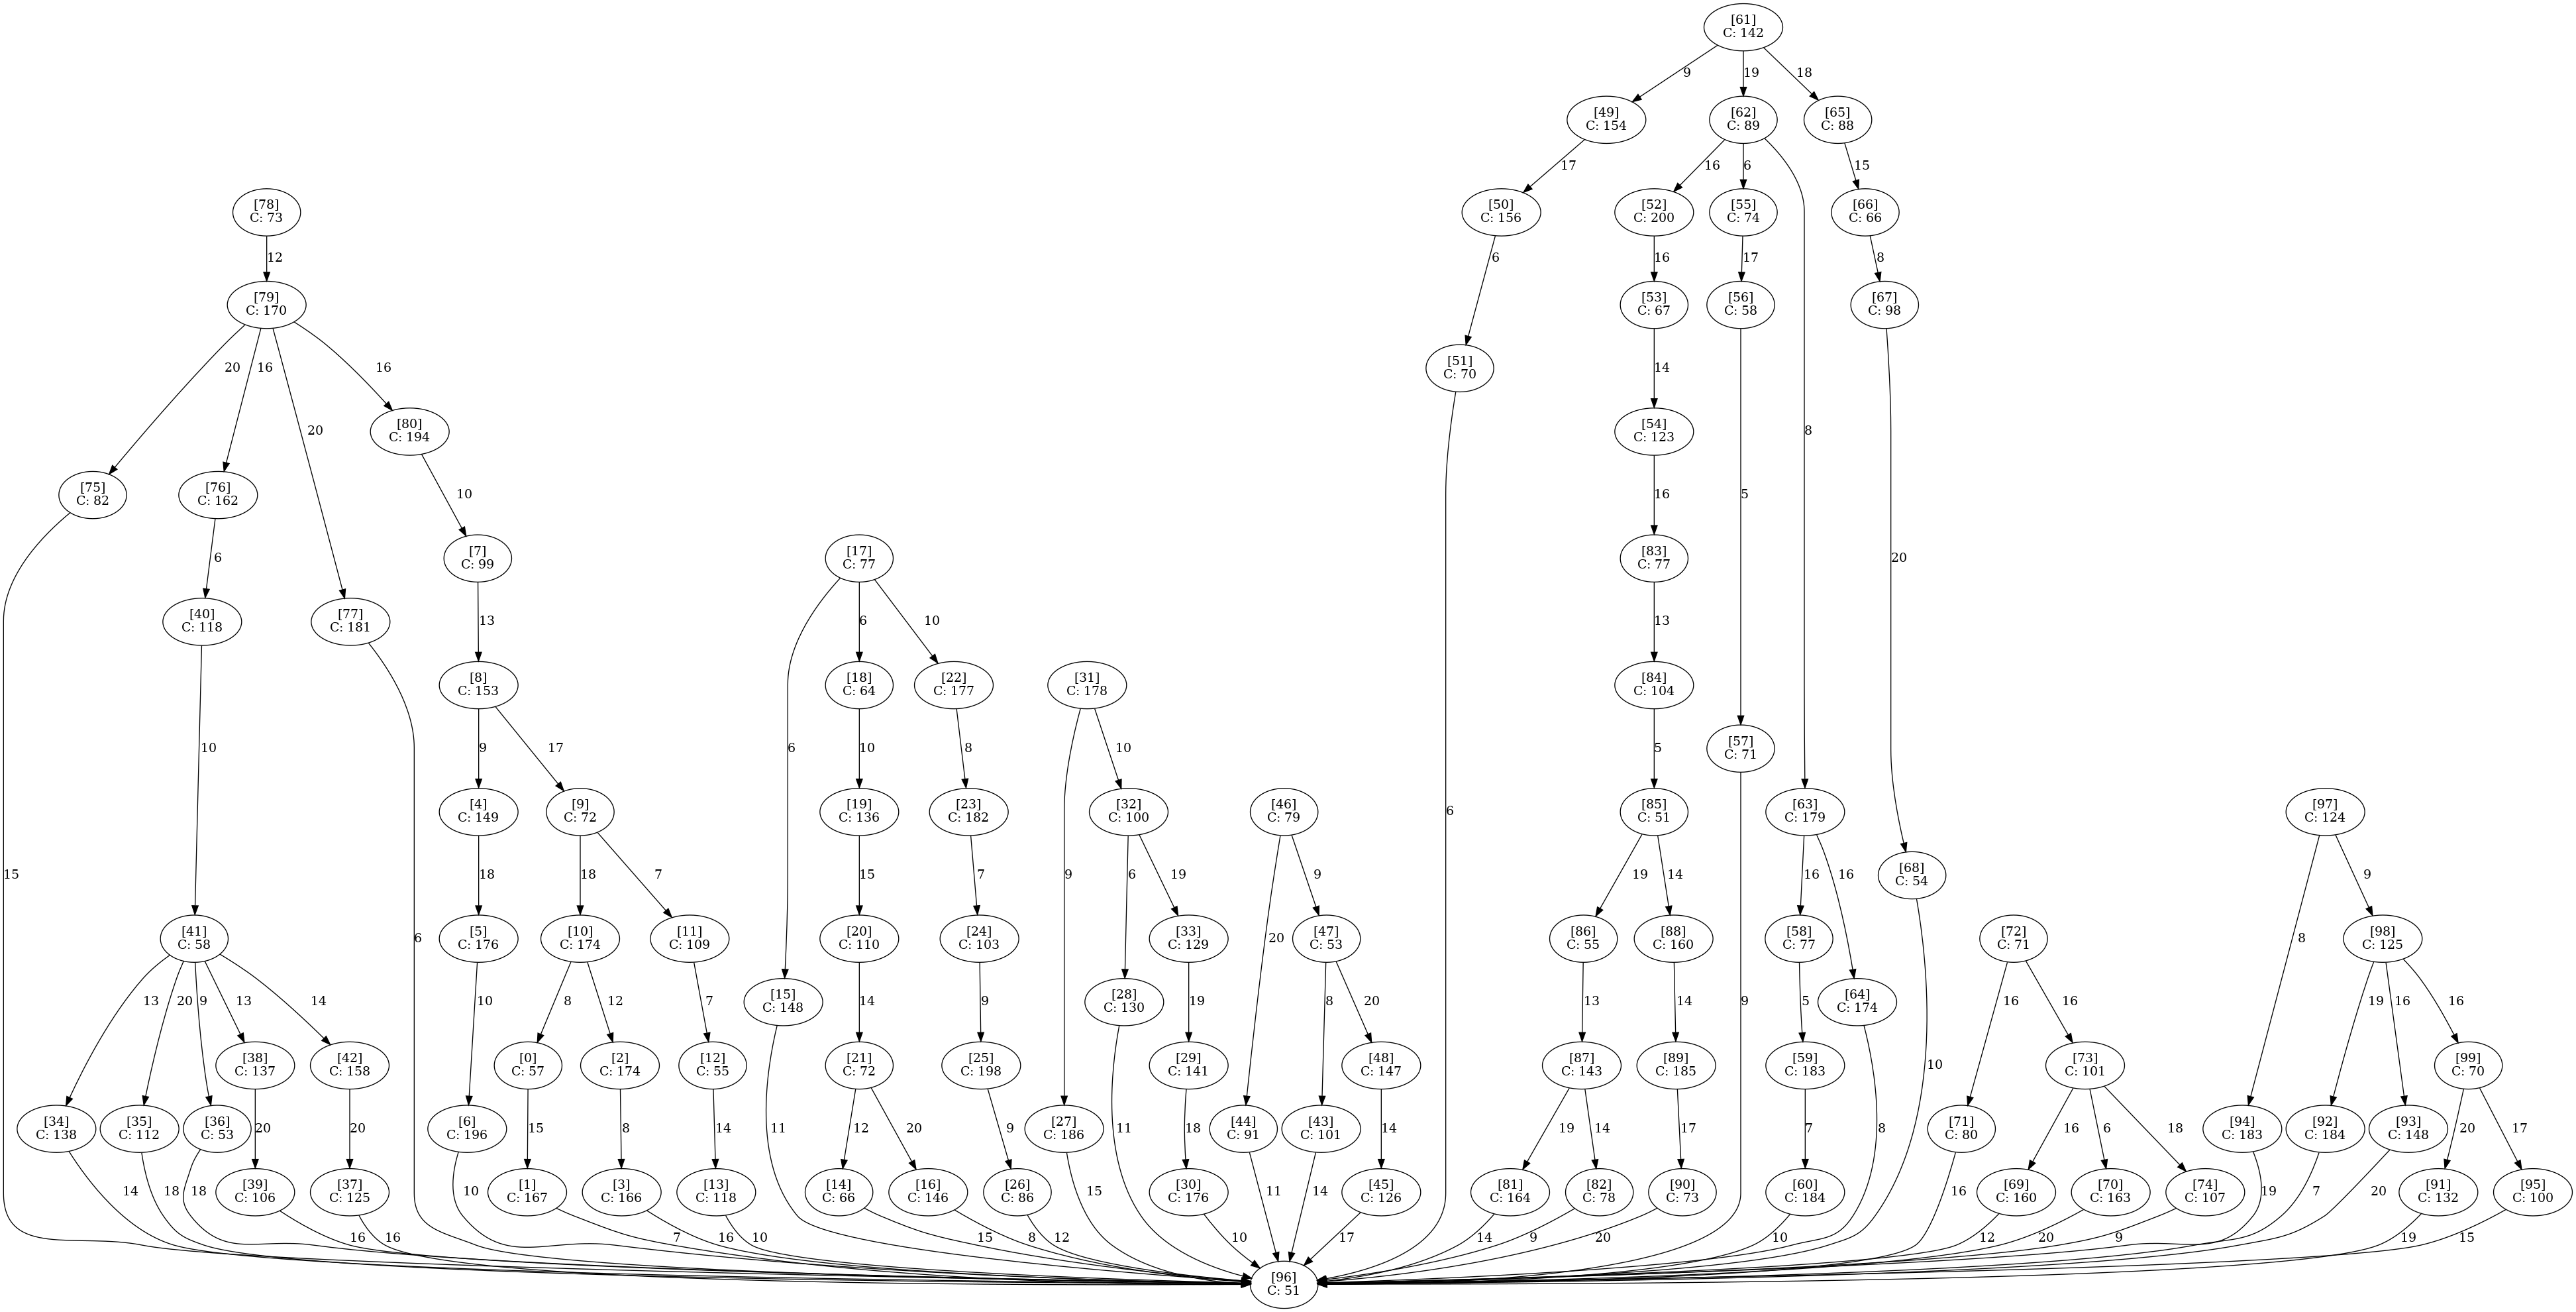 [61]
C: 142
9
19
18
[49]
C: 154
[62]
C: 89
[65]
C: 88
17
16
6
15
[78]
C: 73
[50]
C: 156
[52]
C: 200
[55]
C: 74
[66]
C: 66
12
6
16
17
8
[79]
C: 170
[53]
C: 67
[56]
C: 58
[67]
C: 98
20
16
14
[51]
C: 70
[80]
C: 194
20
16
[54]
C: 123
8
[75]
C: 82
[76]
C: 162
10
16
5
[7]
C: 99
[17]
C: 77
[83]
C: 77
20
6
[40]
C: 118
[77]
C: 181
13
6
10
13
[8]
C: 153
[18]
C: 64
[22]
C: 177
[31]
C: 178
[84]
C: 104
10
9
17
6
10
8
10
5
[57]
C: 71
[4]
C: 149
[9]
C: 72
[19]
C: 136
[23]
C: 182
[32]
C: 100
[46]
C: 79
6
[85]
C: 51
[63]
C: 179
[97]
C: 124
15
18
18
7
15
7
9
6
19
9
19
14
16
16
[68]
C: 54
9
[41]
C: 58
6
[5]
C: 176
[10]
C: 174
[11]
C: 109
[20]
C: 110
[24]
C: 103
[33]
C: 129
20
[47]
C: 53
[86]
C: 55
[88]
C: 160
9
[58]
C: 77
[72]
C: 71
8
[98]
C: 125
13
20
9
13
14
10
8
12
7
[15]
C: 148
14
9
[28]
C: 130
19
8
20
13
14
5
[64]
C: 174
16
16
19
16
16
[38]
C: 137
[42]
C: 158
[0]
C: 57
[2]
C: 174
[12]
C: 55
[21]
C: 72
[25]
C: 198
[29]
C: 141
[48]
C: 147
[87]
C: 143
[89]
C: 185
[59]
C: 183
10
[73]
C: 101
[99]
C: 70
[34]
C: 138
[35]
C: 112
[36]
C: 53
20
20
[6]
C: 196
15
8
14
11
12
20
9
[27]
C: 186
11
18
[44]
C: 91
[43]
C: 101
14
19
14
17
7
8
[71]
C: 80
16
6
18
[94]
C: 183
[92]
C: 184
[93]
C: 148
20
17
14
18
18
[39]
C: 106
[37]
C: 125
10
[1]
C: 167
[3]
C: 166
[13]
C: 118
[14]
C: 66
[16]
C: 146
[26]
C: 86
15
[30]
C: 176
11
14
[45]
C: 126
[81]
C: 164
[82]
C: 78
[90]
C: 73
[60]
C: 184
16
[69]
C: 160
[70]
C: 163
[74]
C: 107
19
7
20
[91]
C: 132
[95]
C: 100
16
16
7
16
10
15
8
12
10
17
14
9
20
10
12
20
9
19
15
[96]
C: 51